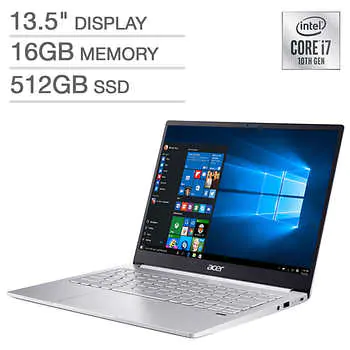 13.5" DISPLAY
16GB MEMORY
512GB SSD
intel
CORE i7
10TH GEN
acer